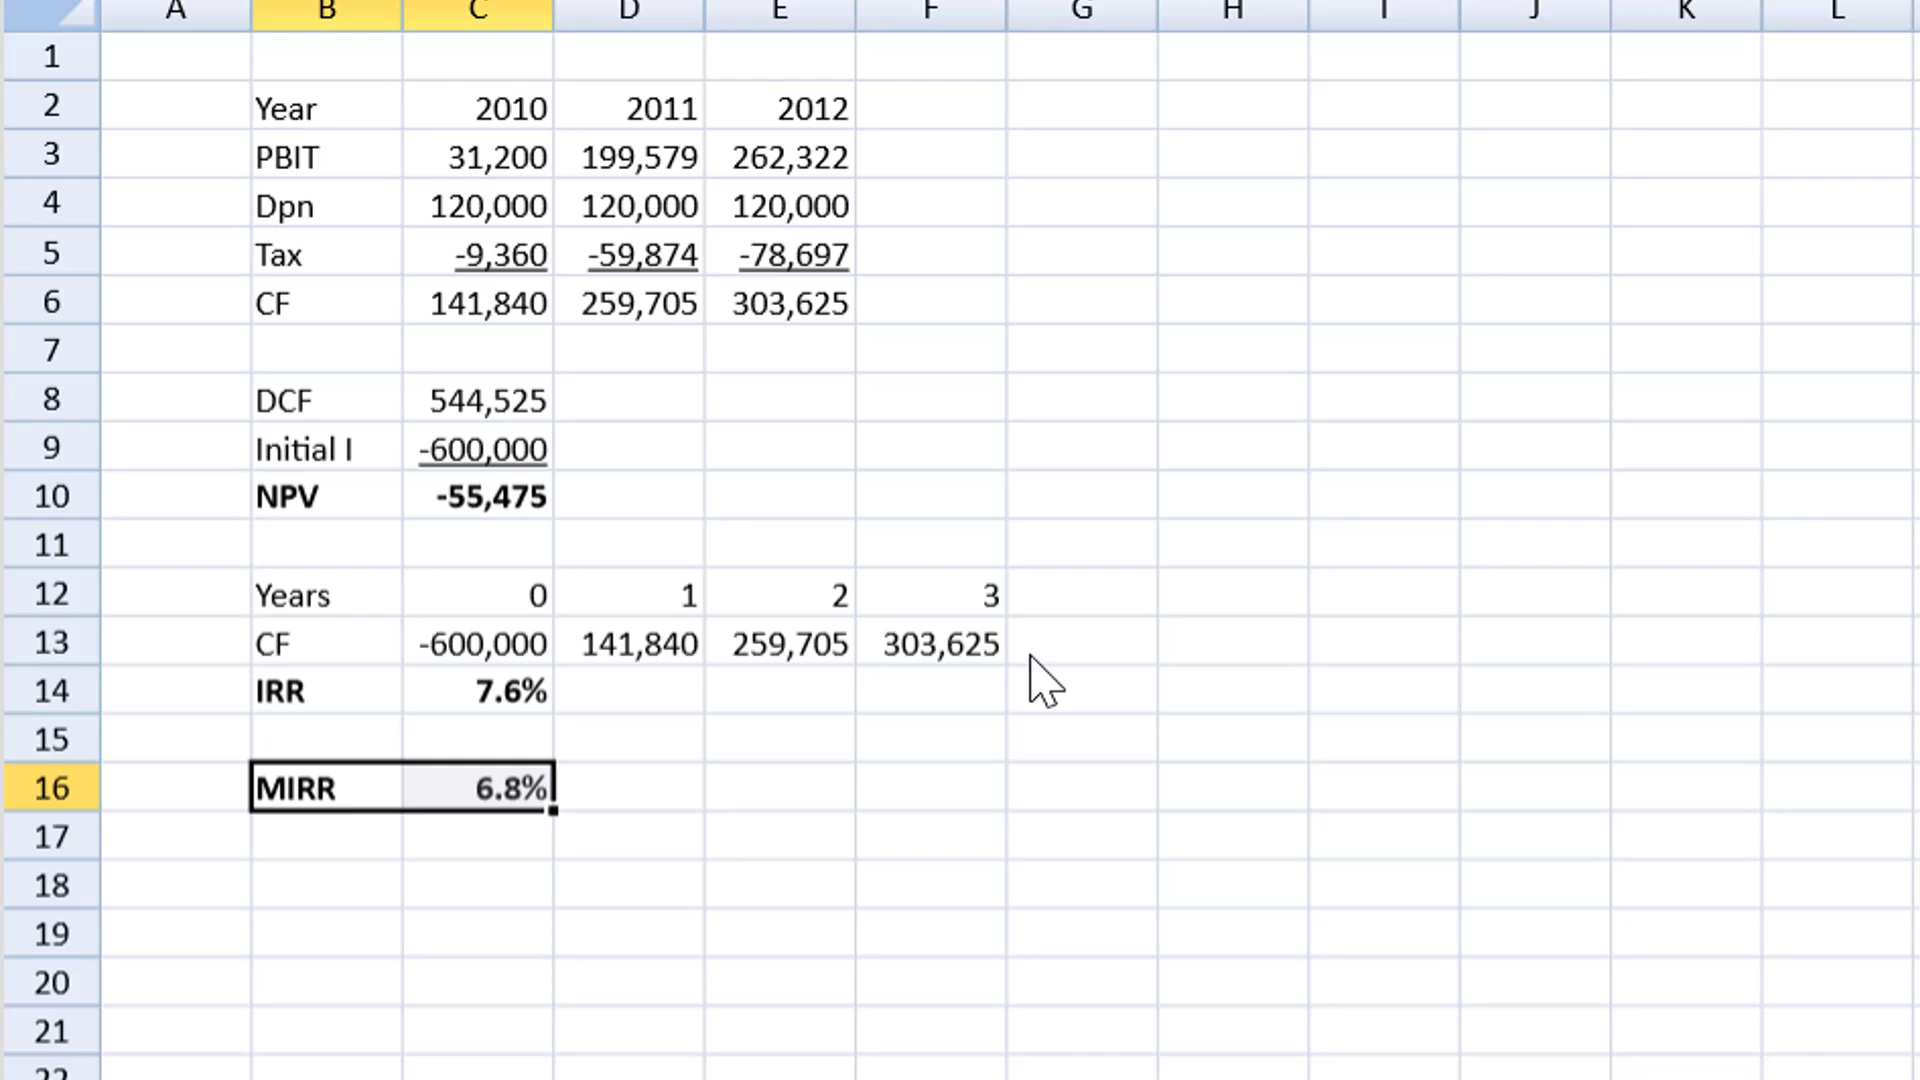 A B C D E F G H I J K L
1
2 Year 2010 2011 2012
3 PBIT 31,200 199,579 262,322
4 Dpn 120,000 120,000 120,000
5 Tax -9,360 -59,874 -78,697
6 CF 141,840 259,705 303,625
7
8 DCF 544,525
9 Initial I -600,000
10 NPV -55,475
11
12 Years 0 1 2 3
13 CF -600,000 141,840 259,705 303,625
14 IRR 7.6%
15
16 MIRR 6.8%
17
18
19
20
21
22